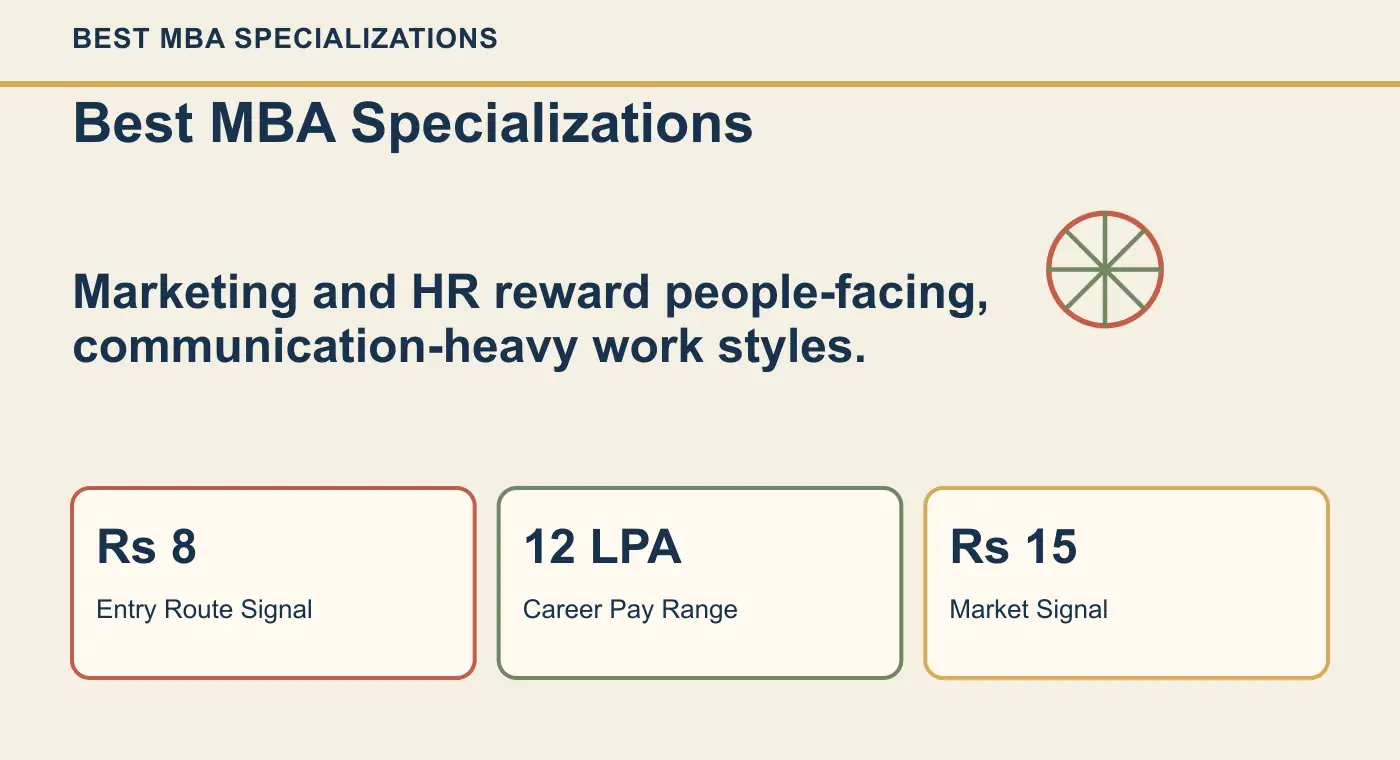 BEST MBA SPECIALIZATIONS
Best MBA Specializations
Marketing and HR reward people-facing,
communication-heavy work styles.
Rs 8
Entry Route Signal
12 LPA
Career Pay Range
Rs 15
Market Signal